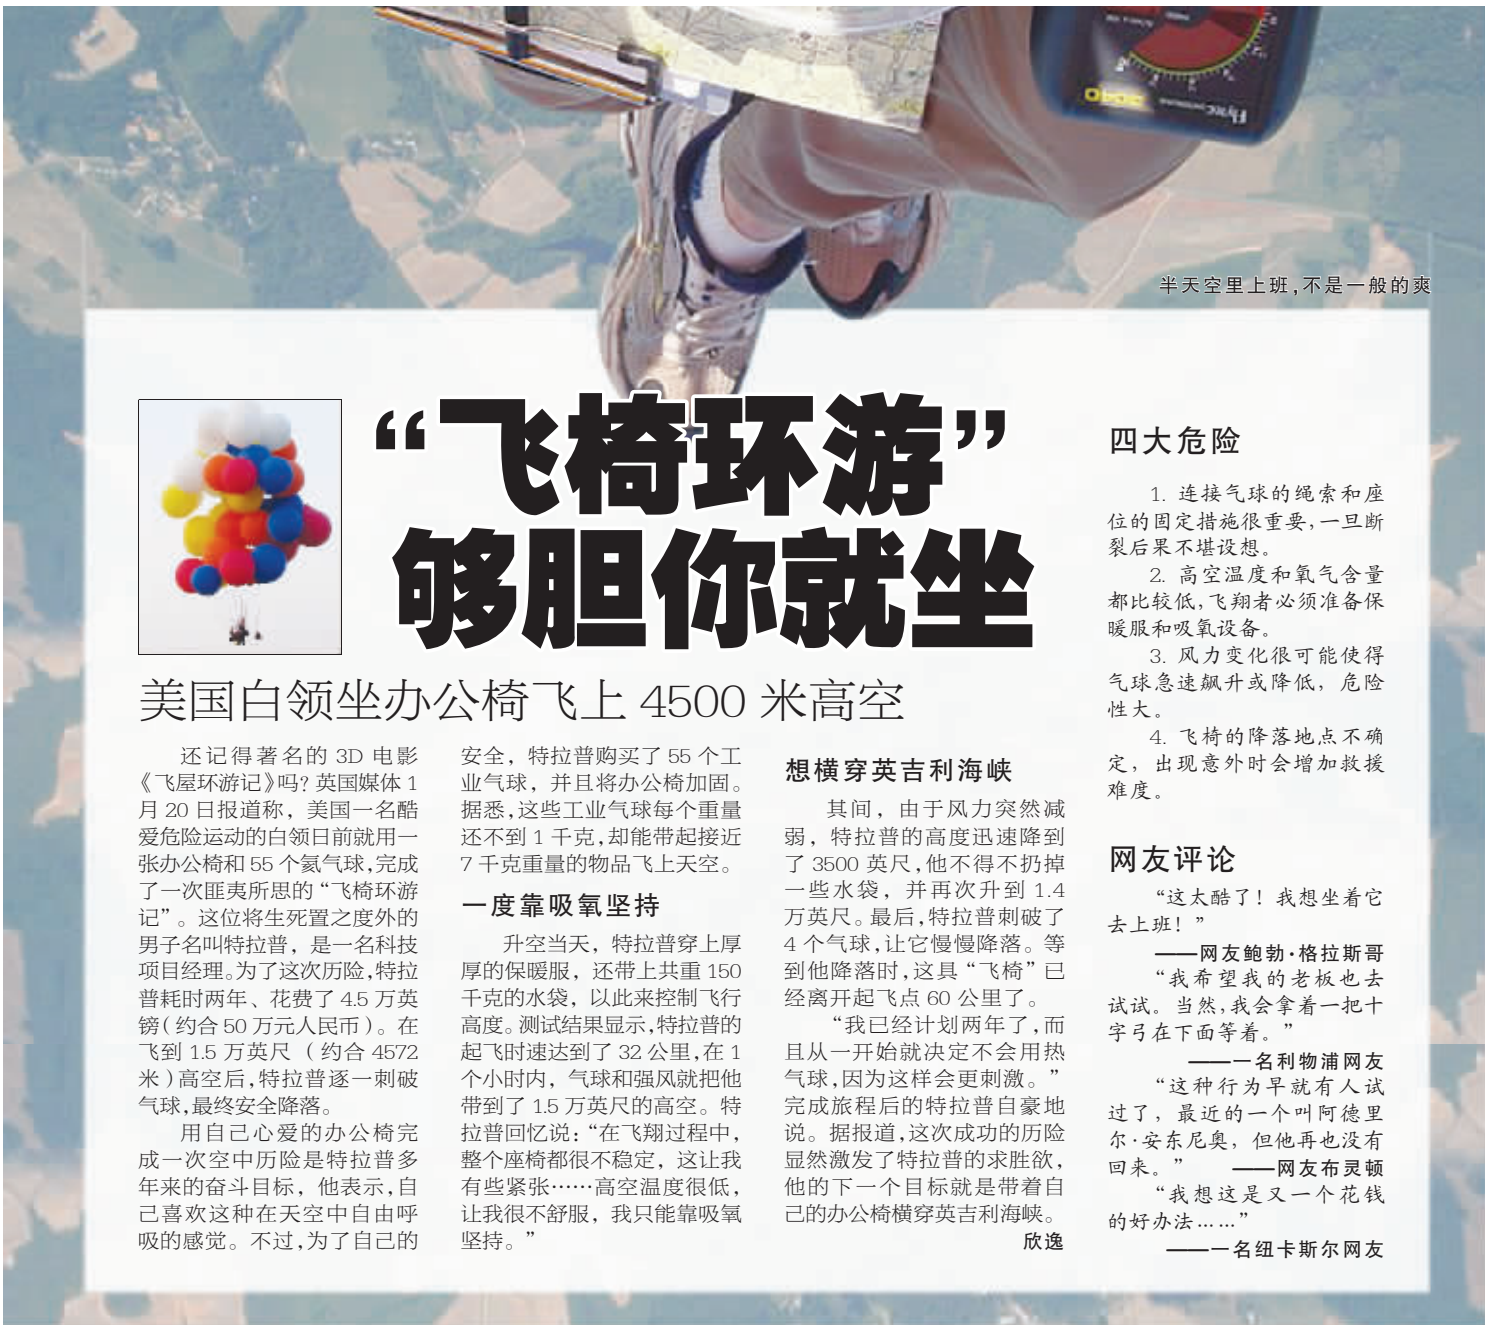 半天空里上班,不是一般的爽
“飞椅环游”
够胆你就坐
美国白领坐办公椅飞上 4500 米高空
还记得著名的 3D 电影
《飞屋环游记》吗? 英国媒体 1
月 20 日报道称，美国一名酷
爱危险运动的白领日前就用一
张办公椅和 55 个氦气球,完成
了一次匪夷所思的“飞椅环游
记”。这位将生死置之度外的
男子名叫特拉普，是一名科技
项目经理。为了这次历险,特拉
普耗时两年、花费了 4.5 万英
镑(约合 50 万元人民币)。在
飞到 1.5 万英尺 (约合 4572
米)高空后,特拉普逐一刺破
气球,最终安全降落。
用自己心爱的办公椅完
成一次空中历险是特拉普多
年来的奋斗目标，他表示,自
己喜欢这种在天空中自由呼
吸的感觉。不过,为了自己的
安全，特拉普购买了 55 个工
业气球，并且将办公椅加固。
据悉,这些工业气球每个重量
还不到 1 千克,却能带起接近
7 千克重量的物品飞上天空。
一度靠吸氧坚持
升空当天，特拉普穿上厚
厚的保暖服，还带上共重 150
千克的水袋，以此来控制飞行
高度。测试结果显示,特拉普的
起飞时速达到了 32 公里,在 1
个小时内，气球和强风就把他
带到了 1.5 万英尺的高空。特
拉普回忆说：“在飞翔过程中，
整个座椅都很不稳定，这让我
有些紧张……高空温度很低，
让我很不舒服，我只能靠吸氧
坚持。”
想横穿英吉利海峡
其间，由于风力突然减
弱，特拉普的高度迅速降到
了 3500 英尺,他不得不扔掉
一些水袋，并再次升到 1.4
万英尺。最后,特拉普刺破了
4 个气球,让它慢慢降落。等
到他降落时,这具“飞椅”已
经离开起飞点 60 公里了。
“我已经计划两年了,而
且从一开始就决定不会用热
气球,因为这样会更刺激。”
完成旅程后的特拉普自豪地
说。据报道,这次成功的历险
显然激发了特拉普的求胜欲，
他的下一个目标就是带着自
己的办公椅横穿英吉利海峡。
欣逸
四大危险
1. 连接气球的绳索和座
位的固定措施很重要,一旦断
裂后果不堪设想。
2. 高空温度和氧气含量
都比较低,飞翔者必须准备保
暖服和吸氧设备。
3. 风力变化很可能使得
气球急速飙升或降低，危险
性大。
4. 飞椅的降落地点不确
定，出现意外时会增加救援
难度。
网友评论
“这太酷了！我想坐着它
去上班！”
——网友鲍勃·格拉斯哥
“我希望我的老板也去
试试。当然,我会拿着一把十
字弓在下面等着。”
——一名利物浦网友
“这种行为早就有人试
过了，最近的一个叫阿德里
尔·安东尼奥，但他再也没有
回来。” ——网友布灵顿
“我想这是又一个花钱
的好办法……”
——一名纽卡斯尔网友